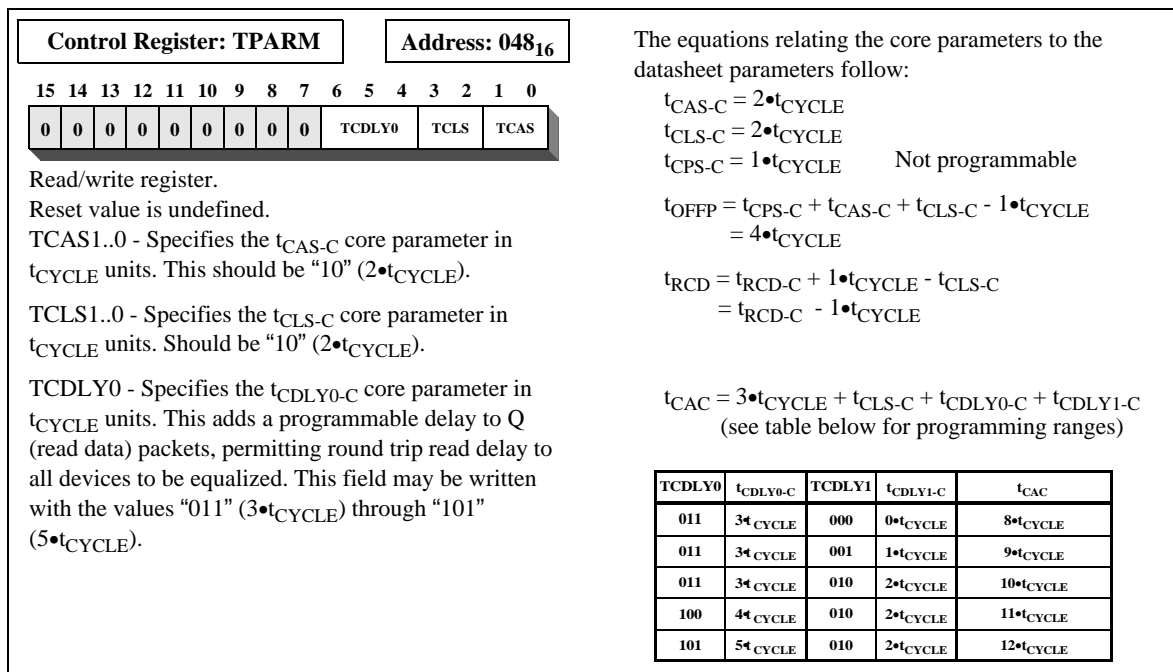 Control Register: TPARM
Address: 048₁₆
15 14 13 12 11 10 9 8 7 6 5 4 3 2 1 0
0 0 0 0 0 0 0 0 0 TCDLY0 TCLS TCAS
Read/write register.
Reset value is undefined.
TCAS1..0 - Specifies the tCAS-C core parameter in
tCYCLE units. This should be “10” (2•tCYCLE).
TCLS1..0 - Specifies the tCLS-C core parameter in
tCYCLE units. Should be “10” (2•tCYCLE).
TCDLY0 - Specifies the tCDLY0-C core parameter in
tCYCLE units. This adds a programmable delay to Q
(read data) packets, permitting round trip read delay to
all devices to be equalized. This field may be written
with the values “011” (3•tCYCLE) through “101”
(5•tCYCLE).
The equations relating the core parameters to the
datasheet parameters follow:
tCAS-C = 2•tCYCLE
tCLS-C = 2•tCYCLE
tCPS-C = 1•tCYCLE Not programmable
tOFFP = tCPS-C + tCAS-C + tCLS-C - 1•tCYCLE
= 4•tCYCLE
tRCD = tRCD-C + 1•tCYCLE - tCLS-C
= tRCD-C - 1•tCYCLE
tCAC = 3•tCYCLE + tCLS-C + tCDLY0-C + tCDLY1-C
(see table below for programming ranges)
TCDLY0 tCDLY0-C TCDLY1 tCDLY1-C tCAC
011 3•tCYCLE 000 0•tCYCLE 8•tCYCLE
011 3•tCYCLE 001 1•tCYCLE 9•tCYCLE
011 3•tCYCLE 010 2•tCYCLE 10•tCYCLE
100 4•tCYCLE 010 2•tCYCLE 11•tCYCLE
101 5•tCYCLE 010 2•tCYCLE 12•tCYCLE